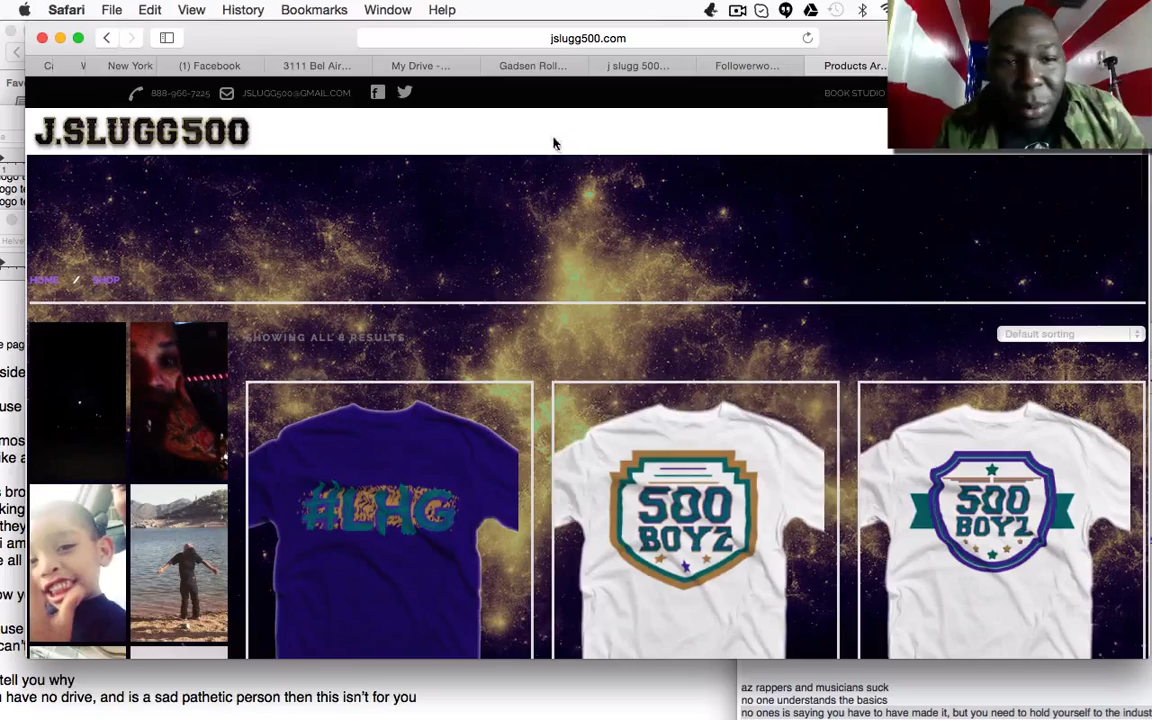 Safari File Edit View History Bookmarks Window Help
jslugg500.com
New York (1) Facebook 3111 Bel Air... My Drive -... Gadsen Roll... j slugg 500... Followerwo... Products Ar...
888-966-7225 JSLUGG500@GMAIL.COM BOOK STUDIO
J.SLUGG500
HOME / SHOP
SHOWING ALL 8 RESULTS
Default sorting
#LHG
500
BOYZ
500
BOYZ
tell you why
have no drive, and is a sad pathetic person then this isn't for you
az rappers and musicians suck
no one understands the basics
no ones is saying you have to have made it, but you need to hold yourself to the indust